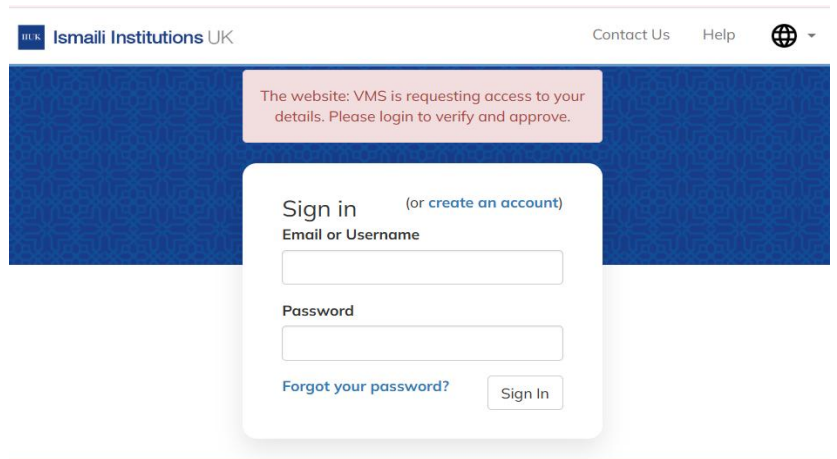 IIUK Ismaili Institutions UK Contact Us Help
The website: VMS is requesting access to your
details. Please login to verify and approve.
Sign in (or create an account)
Email or Username
Password
Forgot your password? Sign In